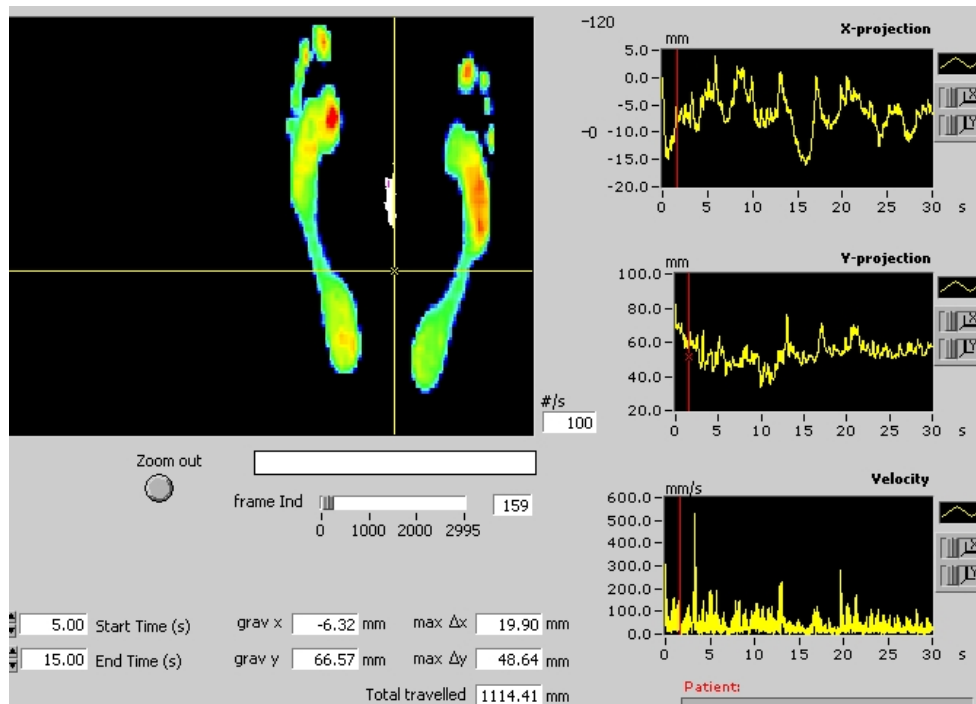 -120
-0
X-projection
mm
5.0
0.0
-5.0
-10.0
-15.0
-20.0
0 5 10 15 20 25 30 s
X
Y
Y-projection
mm
100.0
80.0
60.0
40.0
20.0
0 5 10 15 20 25 30 s
X
Y
#/s
100
Velocity
mm/s
600.0
500.0
400.0
300.0
200.0
100.0
0.0
0 5 10 15 20 25 30 s
X
Y
Zoom out
frame Ind 159
0 1000 2000 2995
5.00 Start Time (s) grav x -6.32 mm max Δx 19.90 mm
15.00 End Time (s) grav y 66.57 mm max Δy 48.64 mm
Total travelled 1114.41 mm
Patient: